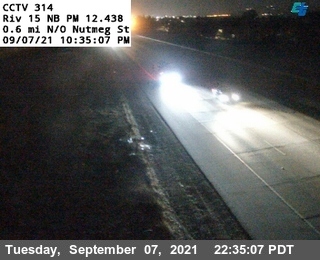 CCTV 314
Riv 15 NB PM 12.438
0.6 mi N/O Nutmeg St
09/07/21 10:35:07 PM
Tuesday, September 07, 2021 22:35:07 PDT